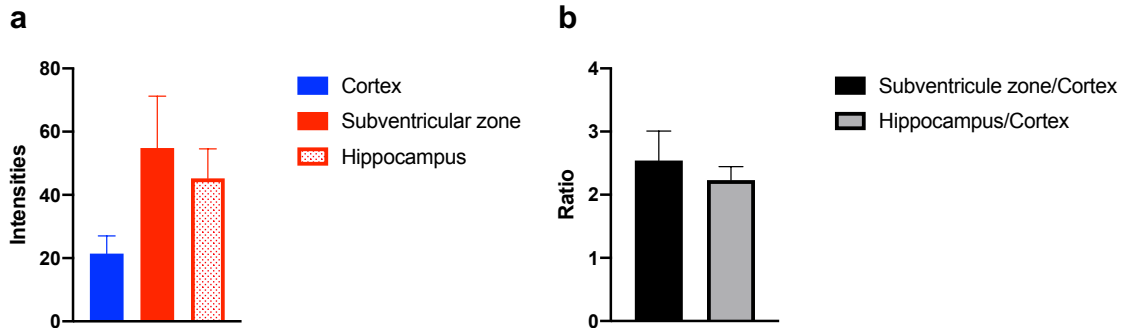 a
b
80
60
40
20
0
Intensities
Cortex
Subventricular zone
Hippocampus
4
3
2
1
0
Ratio
Subventricule zone/Cortex
Hippocampus/Cortex